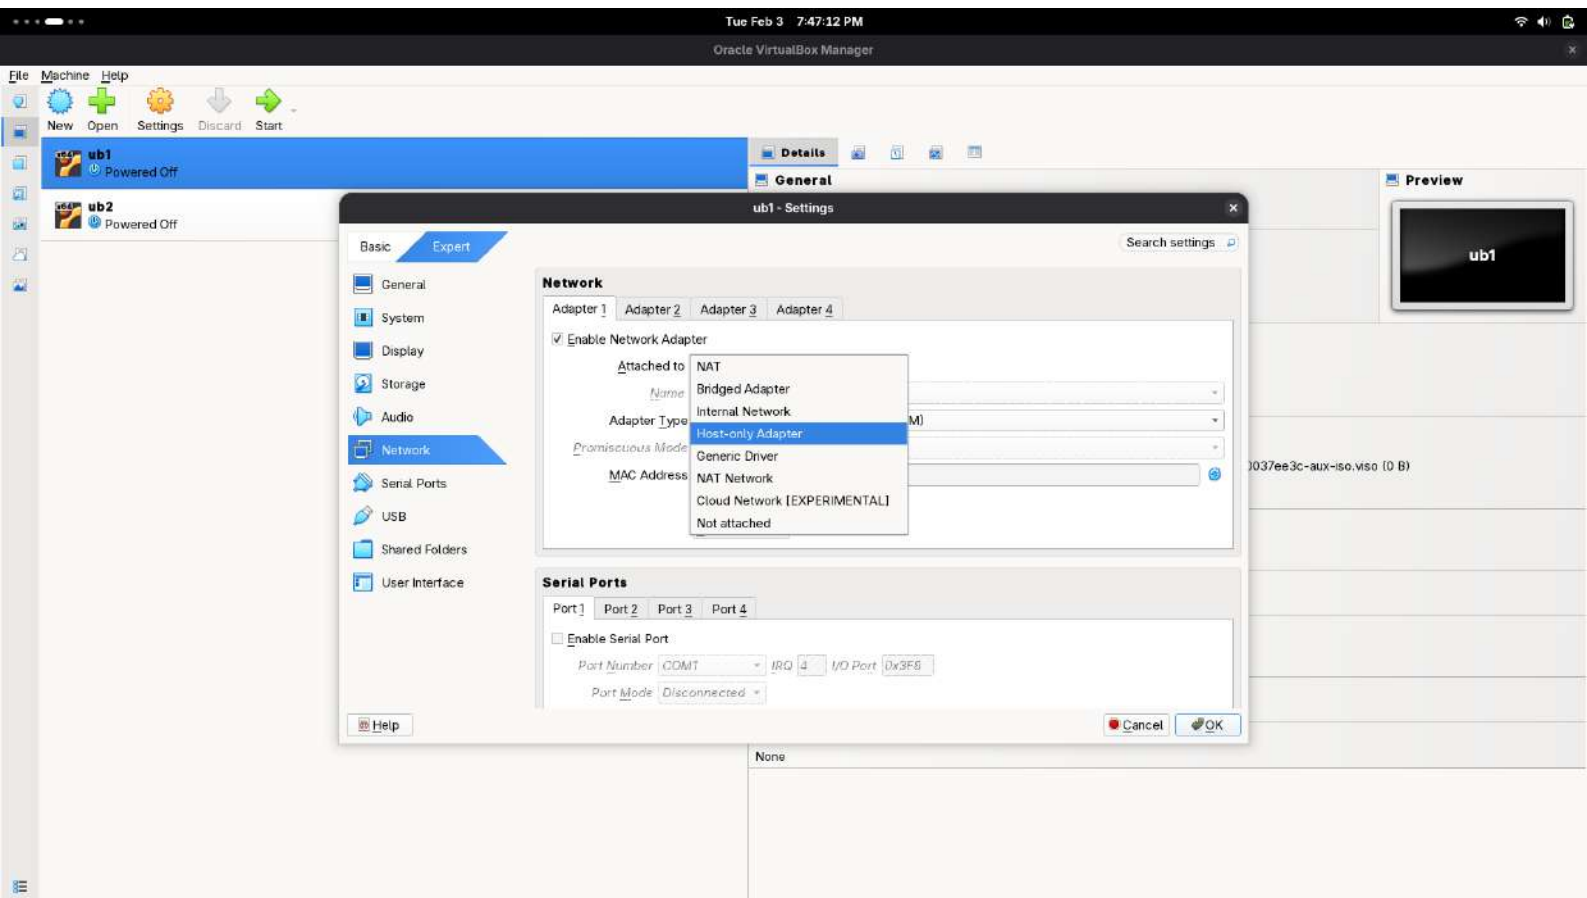 Tue Feb 3 7:47:12 PM
Oracle VirtualBox Manager
File Machine Help
New Open Settings Discard Start
ub1
Powered Off
ub2
Powered Off
Details
General
Preview
ub1
ub1 - Settings
Basic Expert
Search settings
General
System
Display
Storage
Audio
Network
Serial Ports
USB
Shared Folders
User Interface
Network
Adapter 1 Adapter 2 Adapter 3 Adapter 4
Enable Network Adapter
Attached to
Name
Adapter Type
Promiscuous Mode
MAC Address
NAT
Bridged Adapter
Internal Network
Host-only Adapter
Generic Driver
NAT Network
Cloud Network [EXPERIMENTAL]
Not attached
M)
0037ee3c-aux-iso.viso (0 B)
Serial Ports
Port 1 Port 2 Port 3 Port 4
Enable Serial Port
Port Number COM1 IRQ 4 I/O Port 0x3F8
Port Mode Disconnected
Help Cancel OK
None